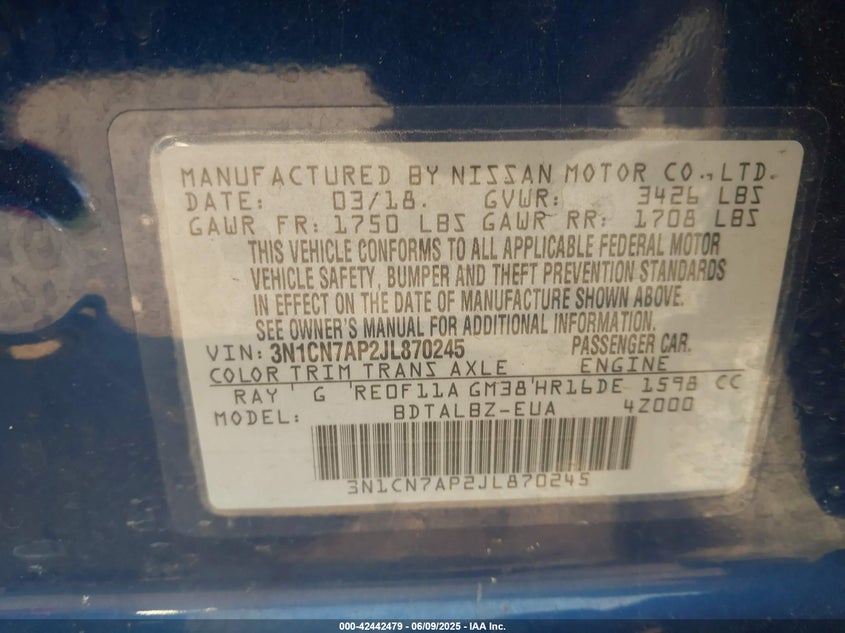 MANUFACTURED BY NISSAN MOTOR CO.,LTD.
DATE: 03/18. GVWR: 3426 LBS
GAWR FR: 1750 LBS GAWR RR: 1708 LBS
THIS VEHICLE CONFORMS TO ALL APPLICABLE FEDERAL MOTOR
VEHICLE SAFETY, BUMPER AND THEFT PREVENTION STANDARDS
IN EFFECT ON THE DATE OF MANUFACTURE SHOWN ABOVE.
SEE OWNER'S MANUAL FOR ADDITIONAL INFORMATION.
VIN: 3N1CN7AP2JL870245 PASSENGER CAR.
COLOR TRIM TRANS AXLE ENGINE
RAY G RE0F11A GM38 HR16DE 1598 CC
MODEL: BDTALBZ-EUA 4Z000
3N1CN7AP2JL870245
000-42442479 - 06/09/2025 - IAA Inc.